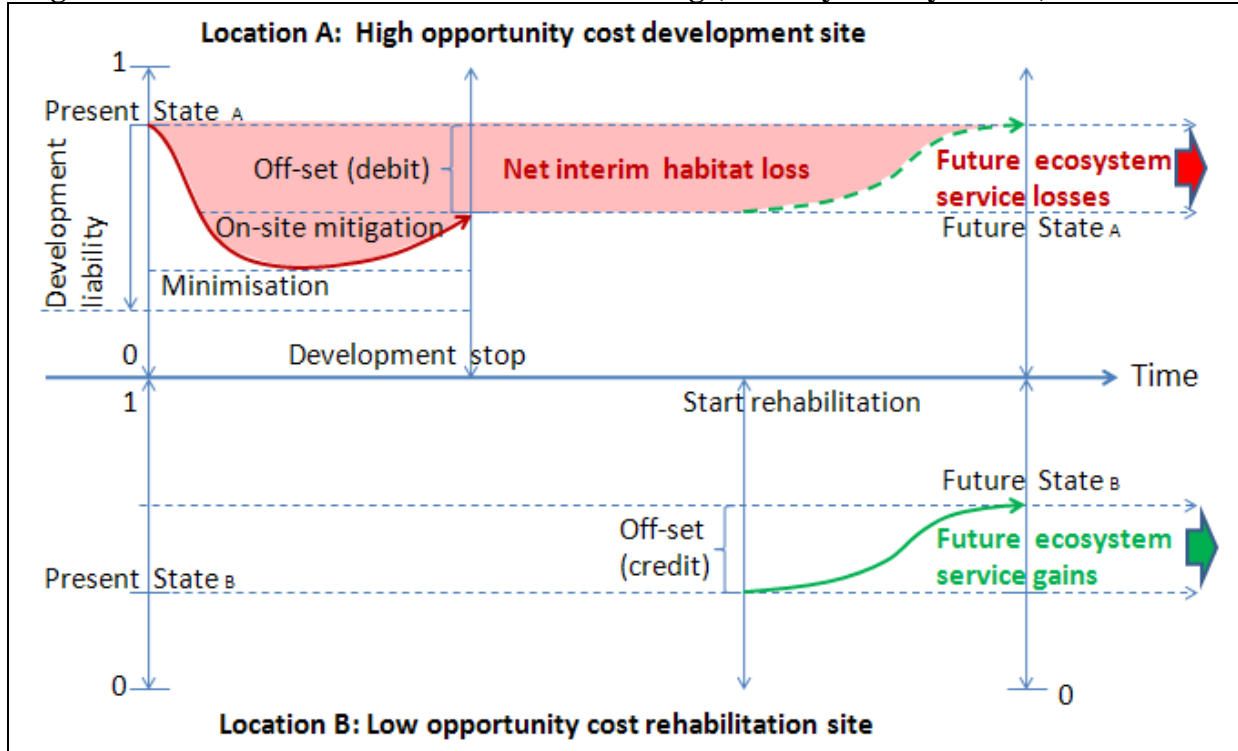 Location A: High opportunity cost development site
1
Present State A
Development
liability
Off-set (debit)
Net interim habitat loss
Future ecosystem
service losses
On-site mitigation
Future State A
Minimisation
0
Development stop
Time
1
Start rehabilitation
Future State B
Off-set
(credit)
Future ecosystem
service gains
Present State B
0
0
Location B: Low opportunity cost rehabilitation site